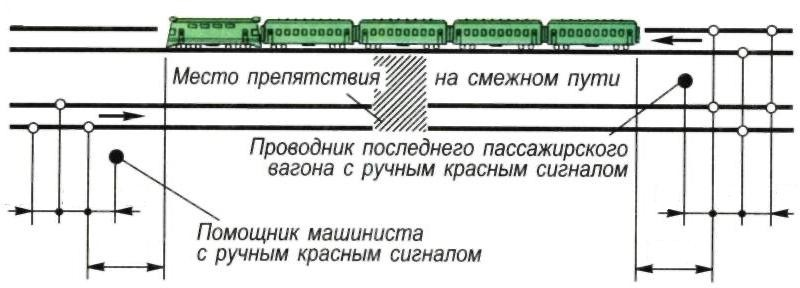 Место препятствия на смежном пути
Проводник последнего пассажирского
вагона с ручным красным сигналом
Помощник машиниста
с ручным красным сигналом